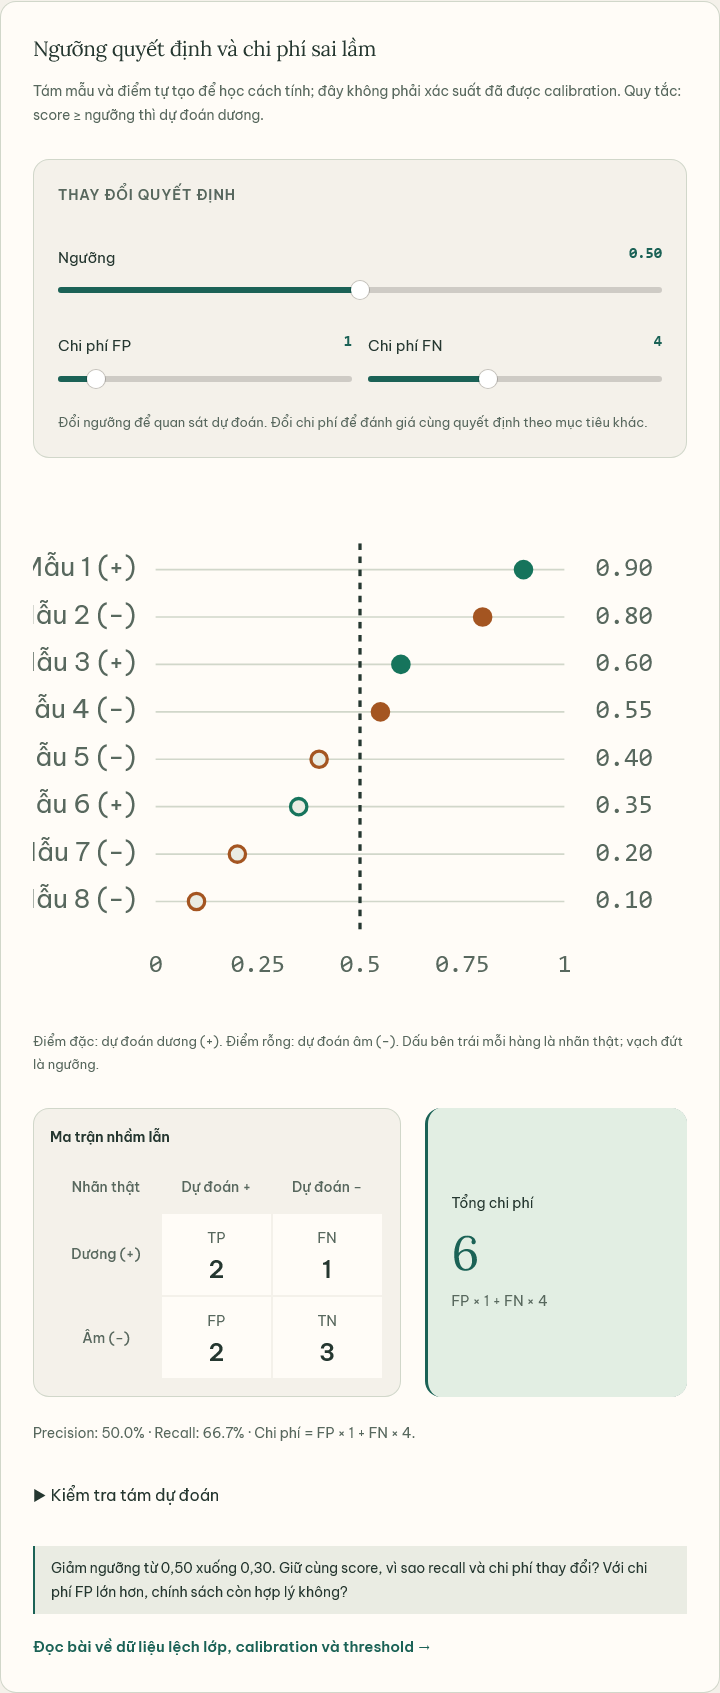 Ngưỡng quyết định và chi phí sai lầm
Tám mẫu và điểm tự tạo để học cách tính; đây không phải xác suất đã được calibration. Quy tắc:
score ≥ ngưỡng thì dự đoán dương.
THAY ĐỔI QUYẾT ĐỊNH
Ngưỡng 0.50
Chi phí FP 1 Chi phí FN 4
Đổi ngưỡng để quan sát dự đoán. Đổi chi phí để đánh giá cùng quyết định theo mục tiêu khác.
Mẫu 1 (+) 0.90
ẫu 2 (−) 0.80
ẫu 3 (+) 0.60
ẫu 4 (−) 0.55
ẫu 5 (−) 0.40
ẫu 6 (+) 0.35
ẫu 7 (−) 0.20
ẫu 8 (−) 0.10
0 0.25 0.5 0.75 1
Điểm đặc: dự đoán dương (+). Điểm rỗng: dự đoán âm (−). Dấu bên trái mỗi hàng là nhãn thật; vạch đứt
là ngưỡng.
Ma trận nhầm lẫn
Nhãn thật Dự đoán + Dự đoán −
Dương (+) TP 2 FN 1
Âm (−) FP 2 TN 3
Tổng chi phí
6
FP × 1 + FN × 4
Precision: 50.0% · Recall: 66.7% · Chi phí = FP × 1 + FN × 4.
▶ Kiểm tra tám dự đoán
Giảm ngưỡng từ 0,50 xuống 0,30. Giữ cùng score, vì sao recall và chi phí thay đổi? Với chi
phí FP lớn hơn, chính sách còn hợp lý không?
Đọc bài về dữ liệu lệch lớp, calibration và threshold →